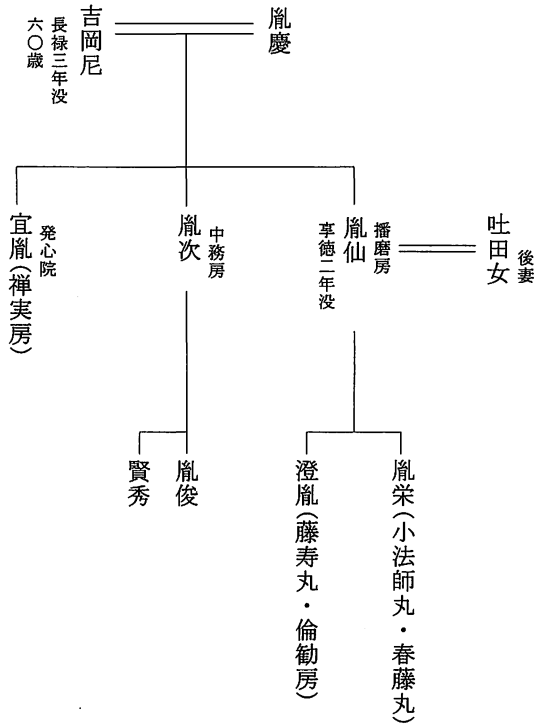 胤慶
吉岡尼
長禄三年没
六〇歳
後妻
吐田女
播磨房
胤仙
享徳二年没
中務房
胤次
発心院
宜胤(禅実房)
胤栄(小法師丸・春藤丸)
澄胤(藤寿丸・倫勧房)
胤俊
賢秀